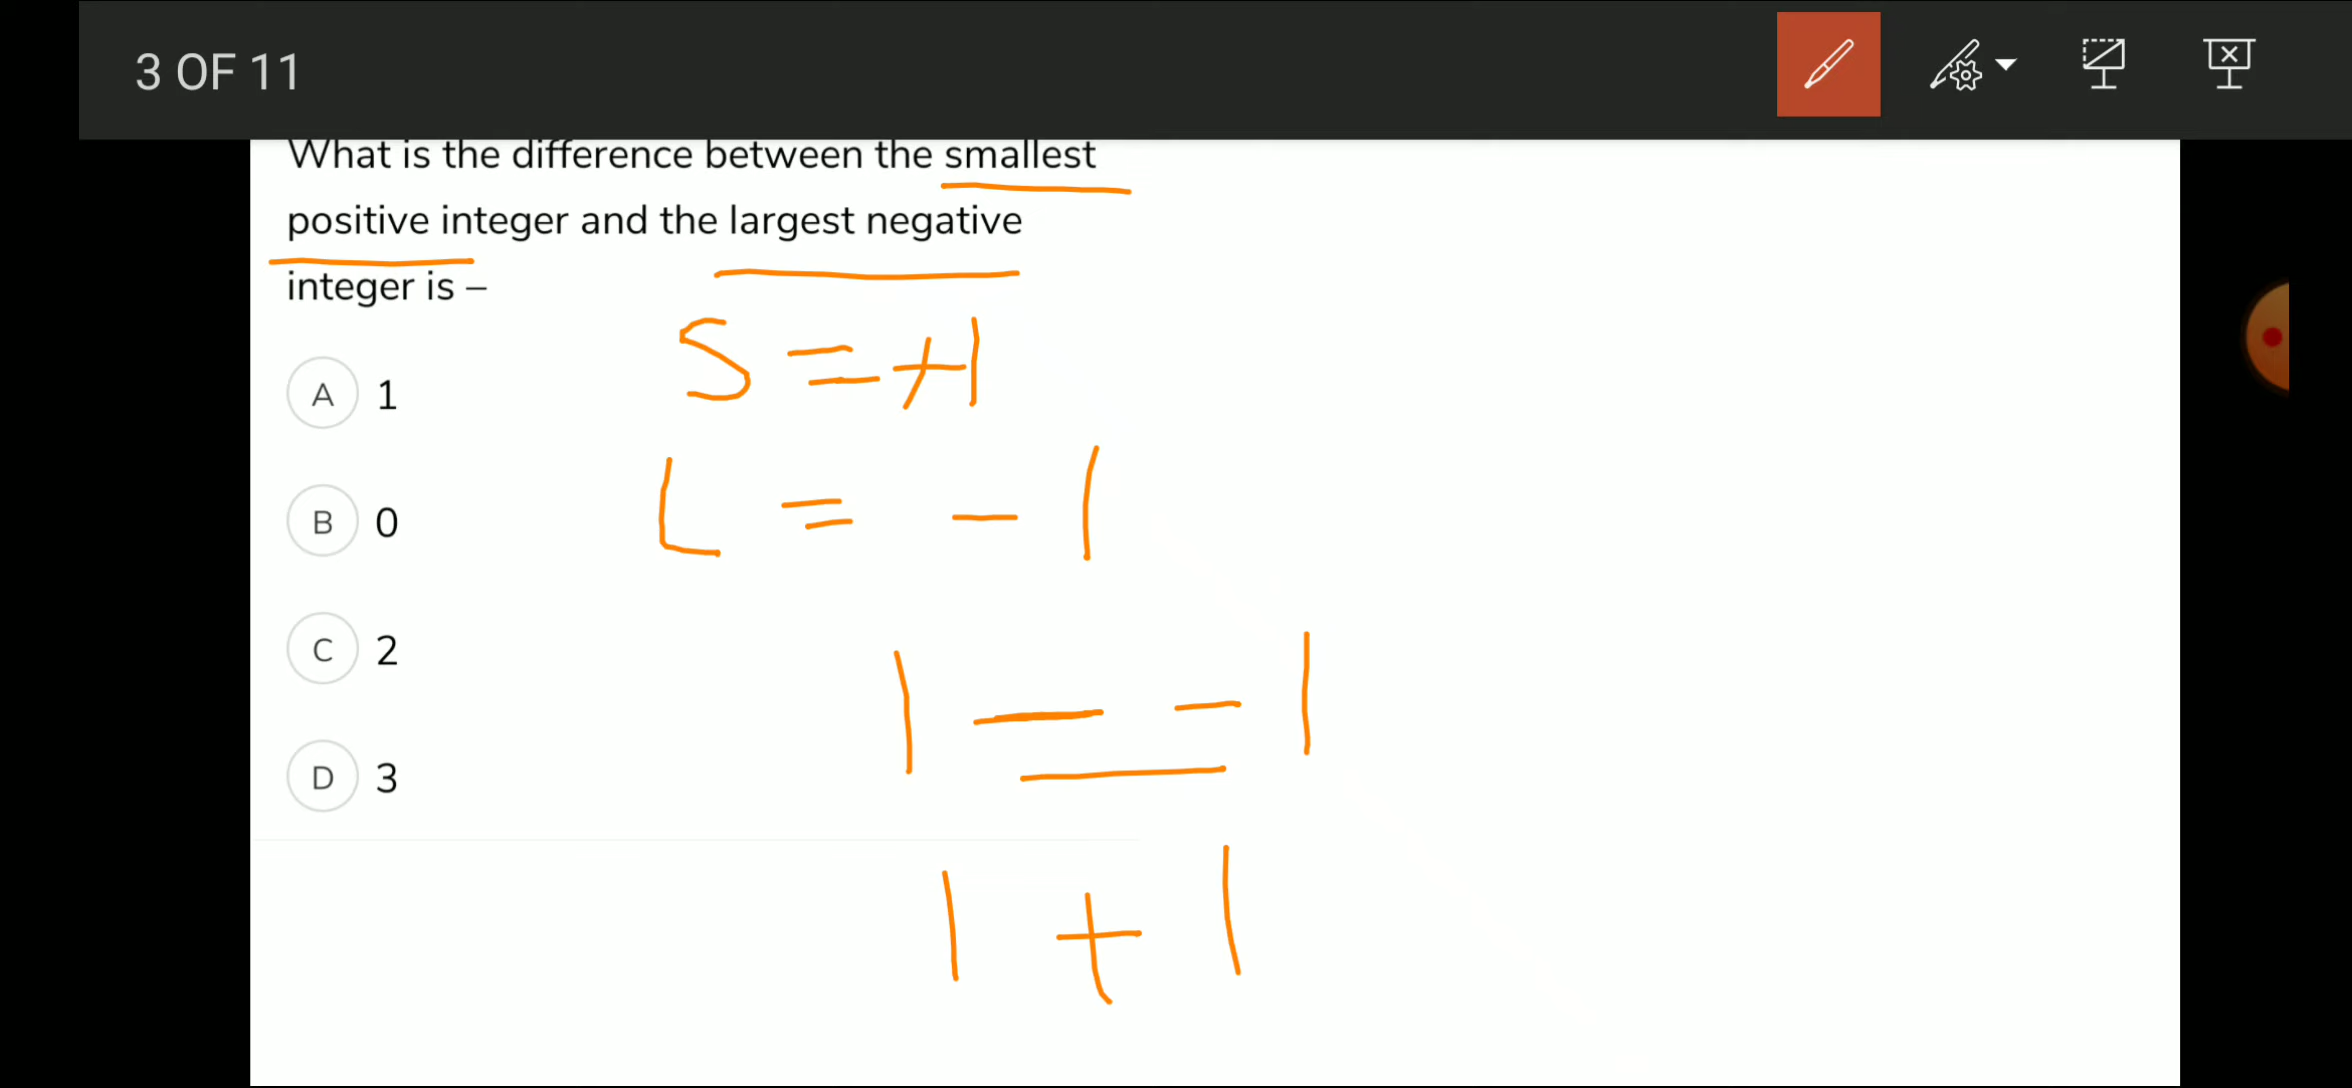 3 OF 11
What is the difference between the smallest
positive integer and the largest negative
integer is –
S = +1
A 1
L = - 1
B 0
C 2
1 — - 1
D 3
1 + 1